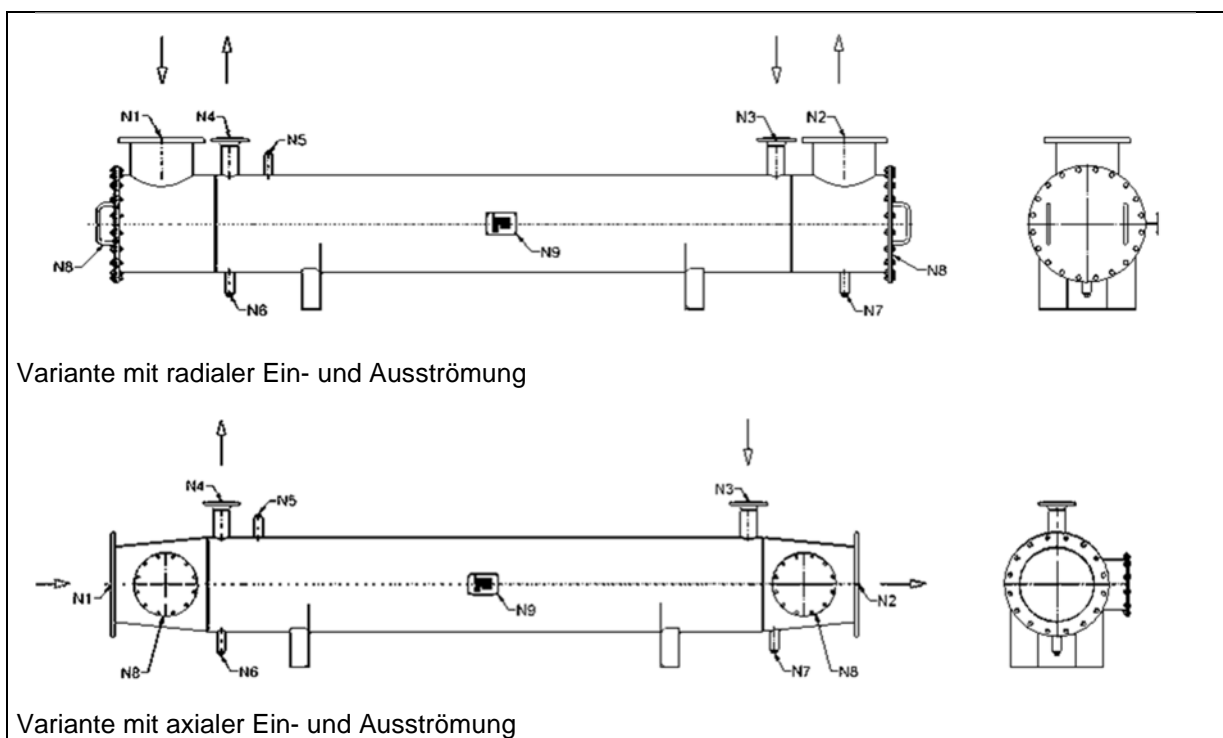 N1
N4
N3
N2
N5
N9
N8
N8
N6
N7
Variante mit radialer Ein- und Ausströmung
N4
N5
N3
N1
N2
N9
N8
N6
N7
N8
Variante mit axialer Ein- und Ausströmung